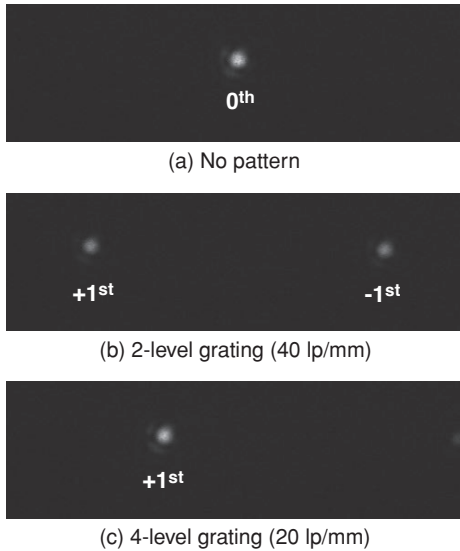 0th
(a) No pattern
+1st -1st
(b) 2-level grating (40 lp/mm)
+1st
(c) 4-level grating (20 lp/mm)